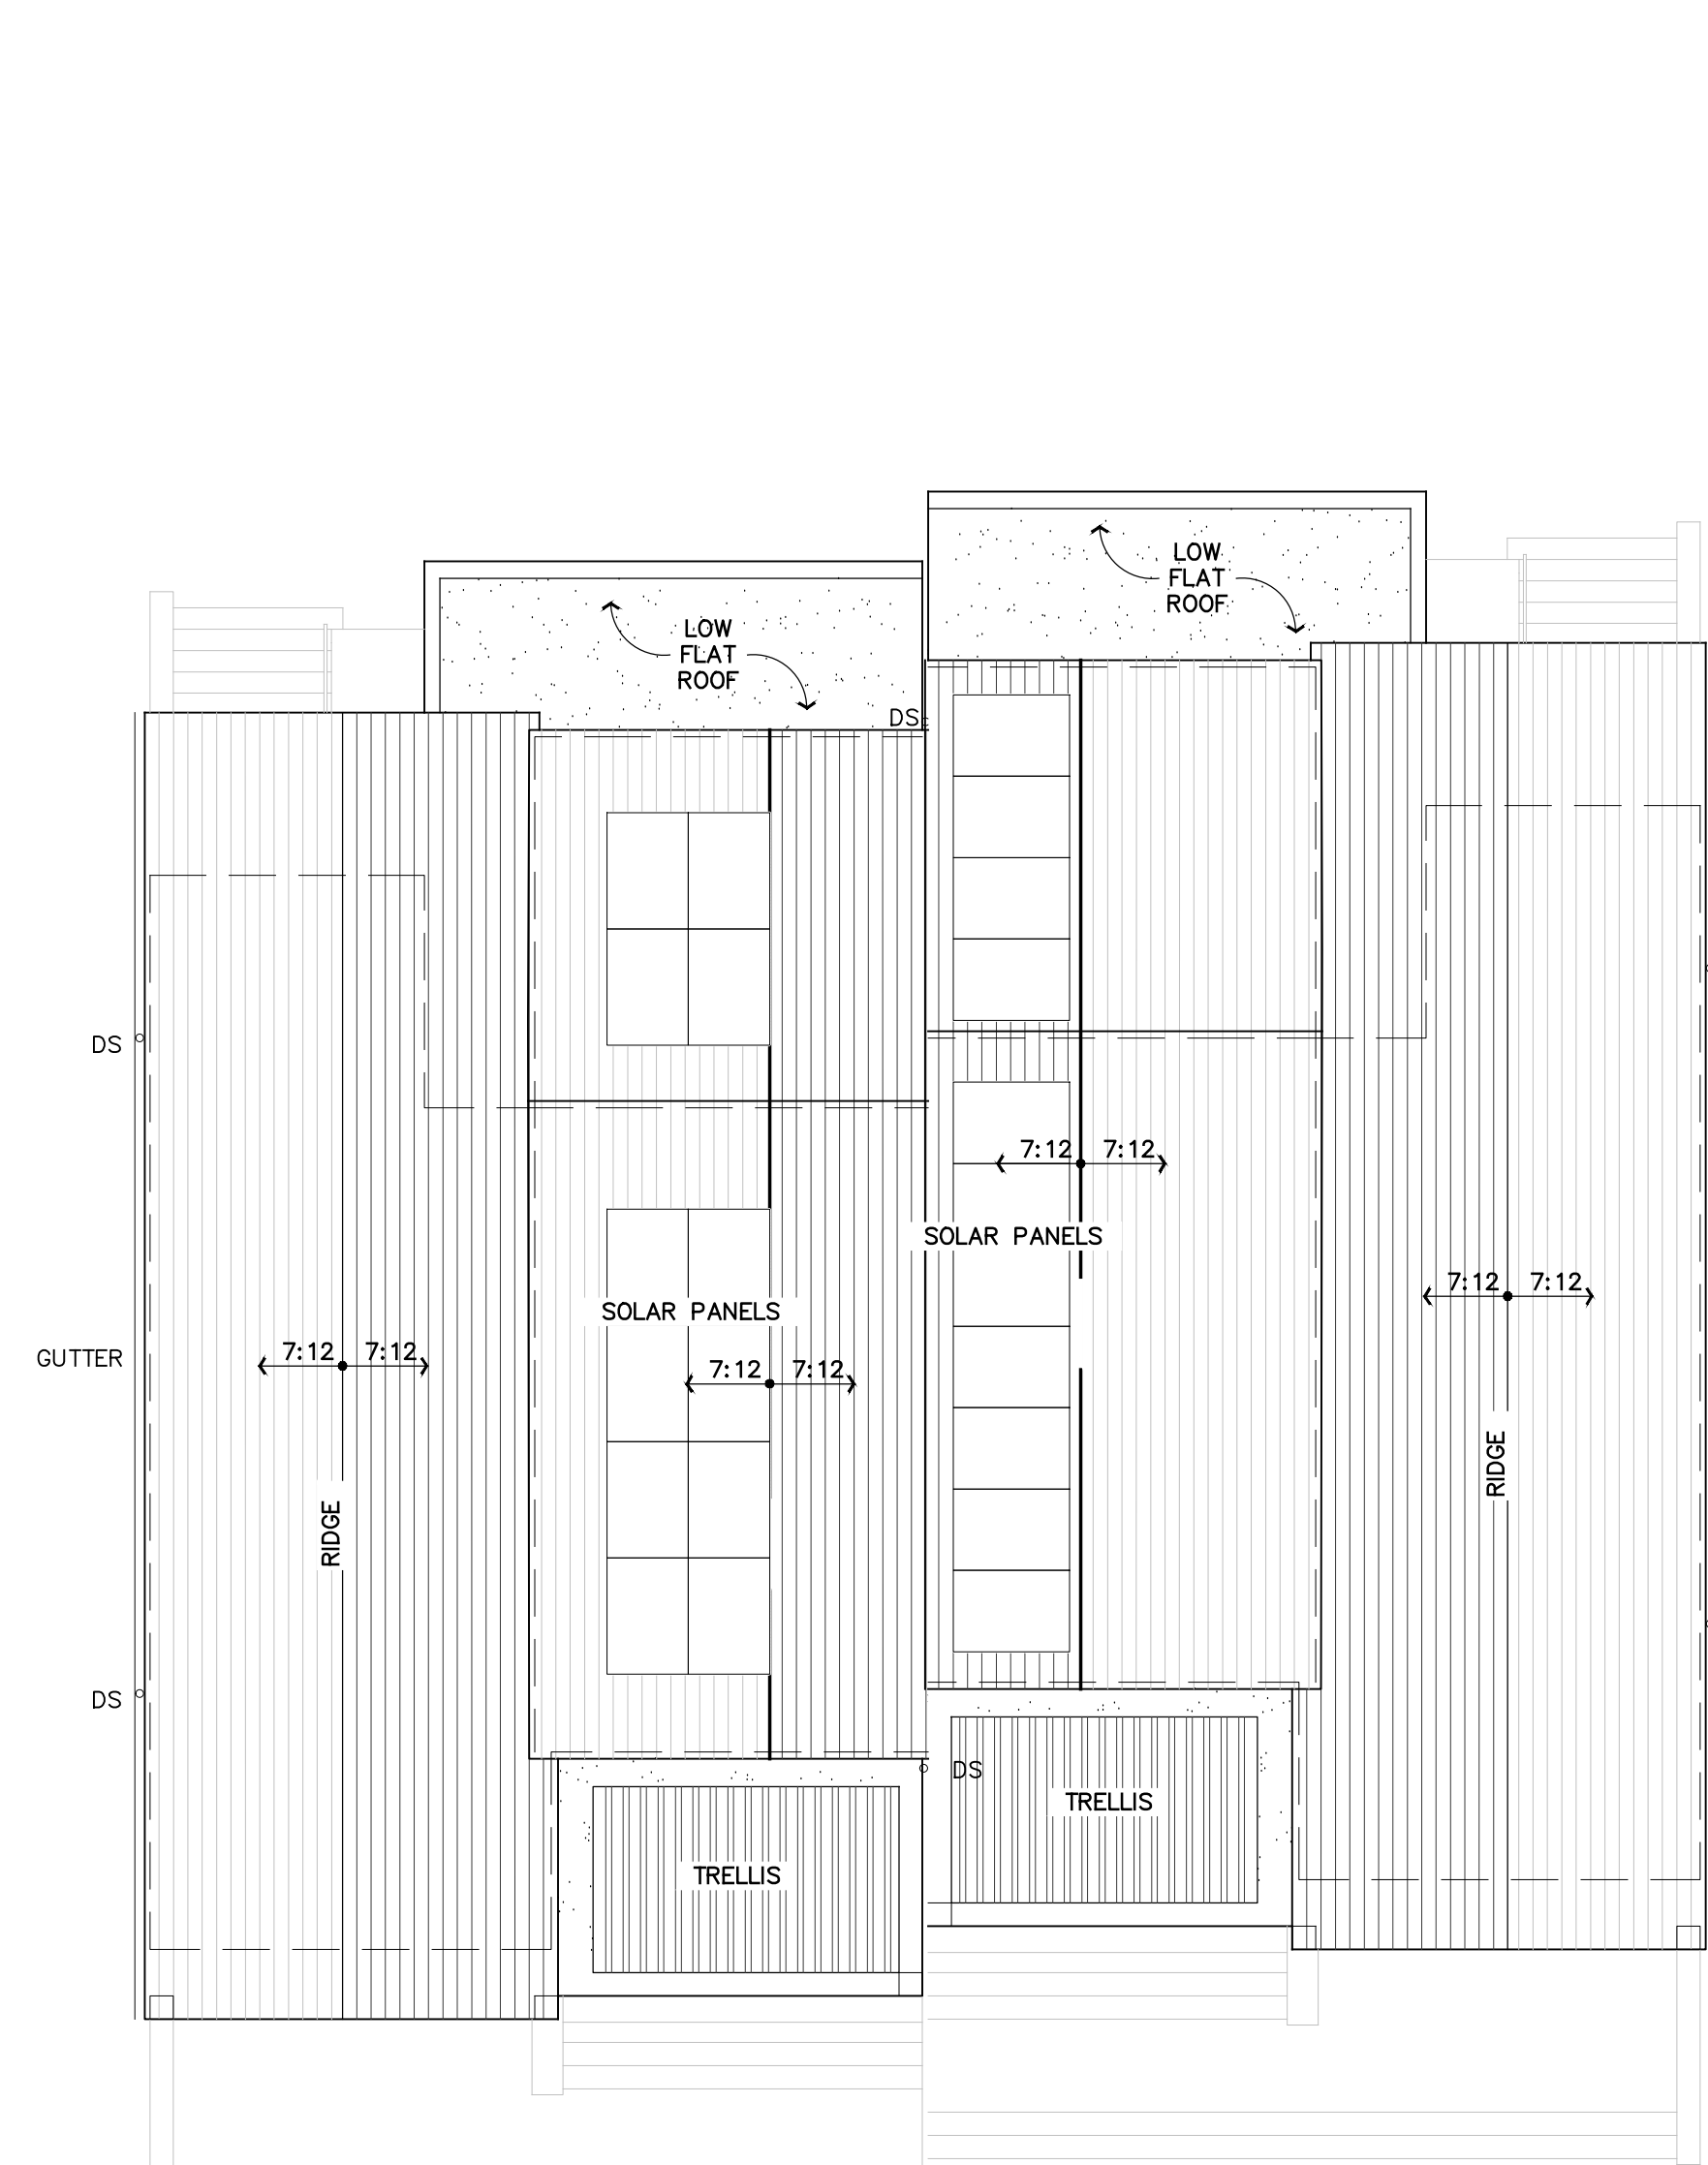 LOW
FLAT
ROOF
LOW
FLAT
ROOF
DS
DS
7:12 7:12
SOLAR PANELS
7:12 7:12
SOLAR PANELS
GUTTER
7:12 7:12
7:12 7:12
RIDGE
RIDGE
DS
DS
TRELLIS
TRELLIS